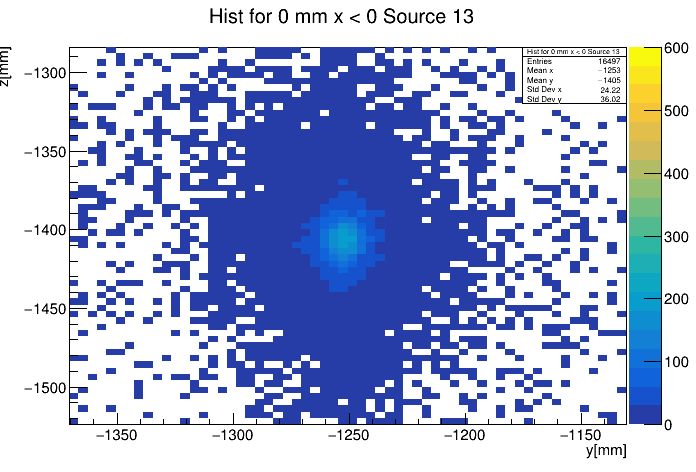 Hist for 0 mm x < 0 Source 13
z[mm]
Hist for 0 mm x < 0 Source 13
Entries 16497
Mean x −1253
Mean y −1405
Std Dev x 24.22
Std Dev y 36.02
−1300
−1350
−1400
−1450
−1500
−1350 −1300 −1250 −1200 −1150
y[mm]
600
500
400
300
200
100
0